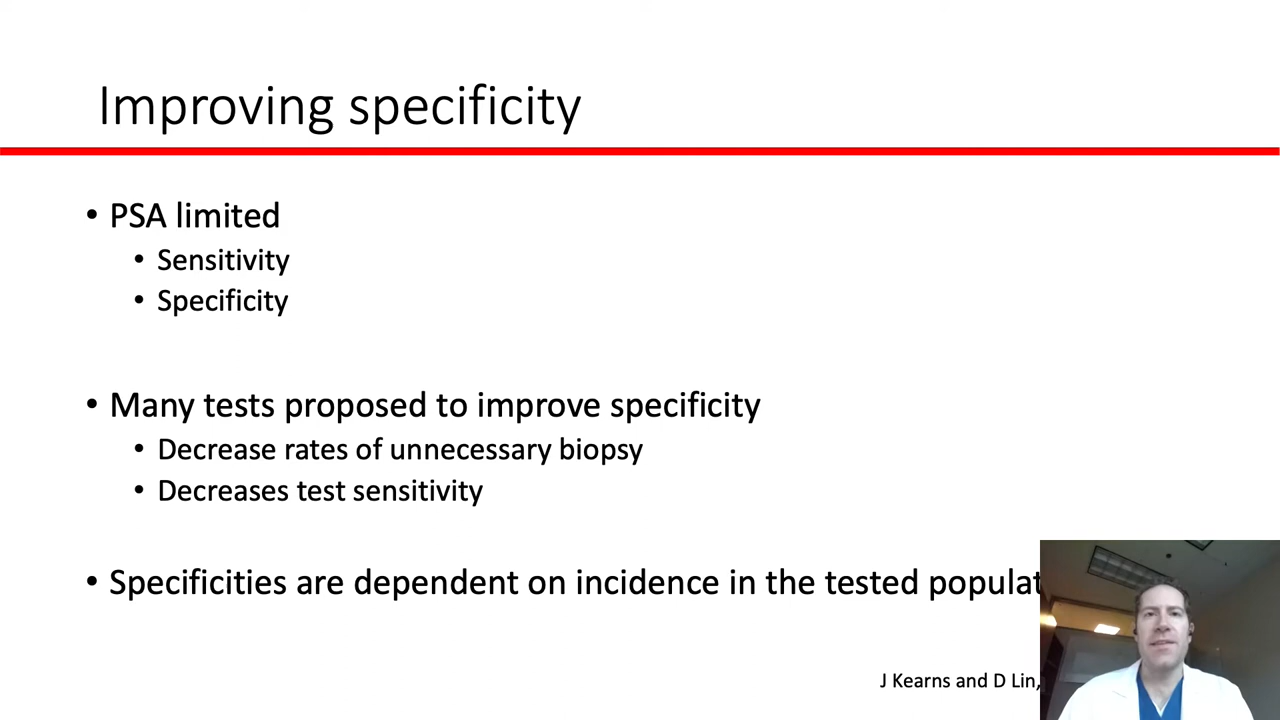 Improving specificity
• PSA limited
• Sensitivity
• Specificity
• Many tests proposed to improve specificity
• Decrease rates of unnecessary biopsy
• Decreases test sensitivity
• Specificities are dependent on incidence in the tested
J Kearns and D Lin,